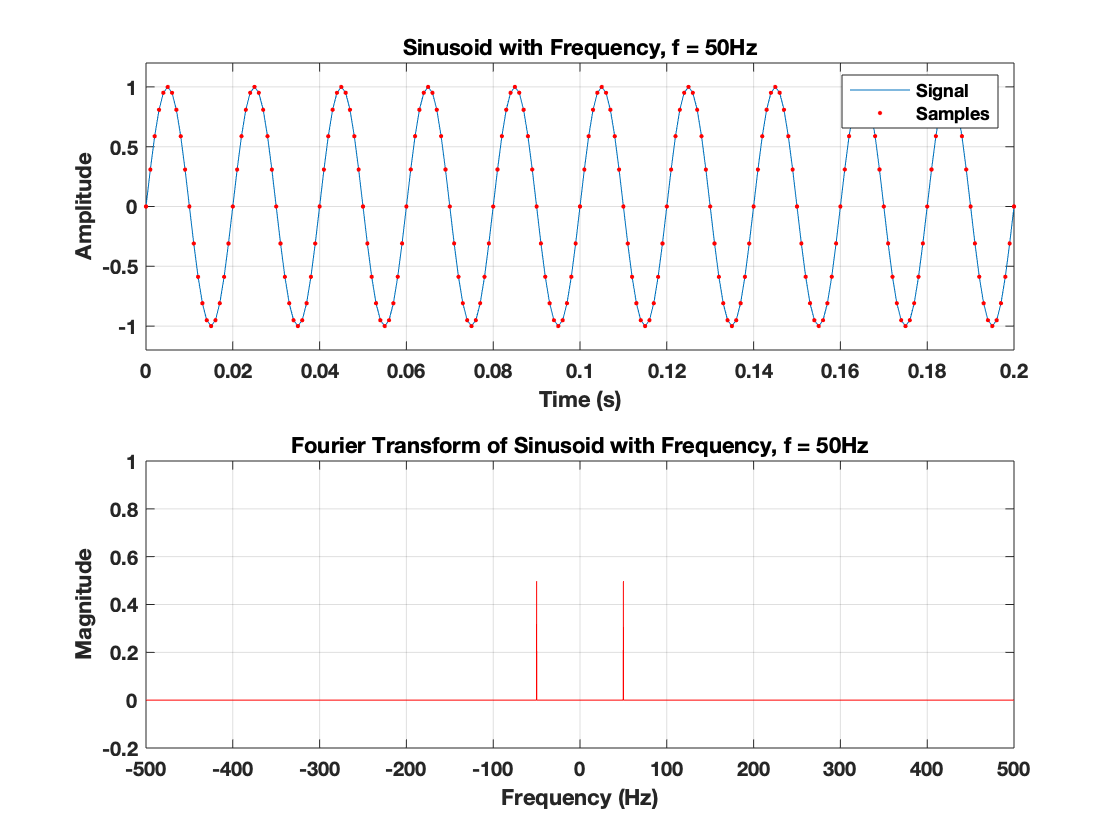 Sinusoid with Frequency, f = 50Hz
1
0.5
0
-0.5
-1
Amplitude
Signal
Samples
0 0.02 0.04 0.06 0.08 0.1 0.12 0.14 0.16 0.18 0.2
Time (s)
Fourier Transform of Sinusoid with Frequency, f = 50Hz
1
0.8
0.6
0.4
0.2
0
-0.2
Magnitude
-500 -400 -300 -200 -100 0 100 200 300 400 500
Frequency (Hz)